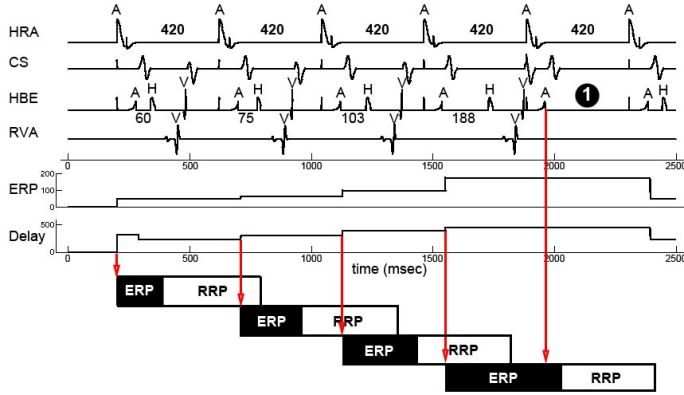 A A A A A A
HRA 420 420 420 420 420
CS
V V V V
HBE A H A H A H A H A 1 A H
60 75 103 188
RVA V V V V
0 500 1000 1500 2000 2500
200
ERP 100
0
500
Delay
0
0 500 1000 1500 2000 2500
time (msec)
ERP RRP
ERP RRP
ERP RRP
ERP RRP